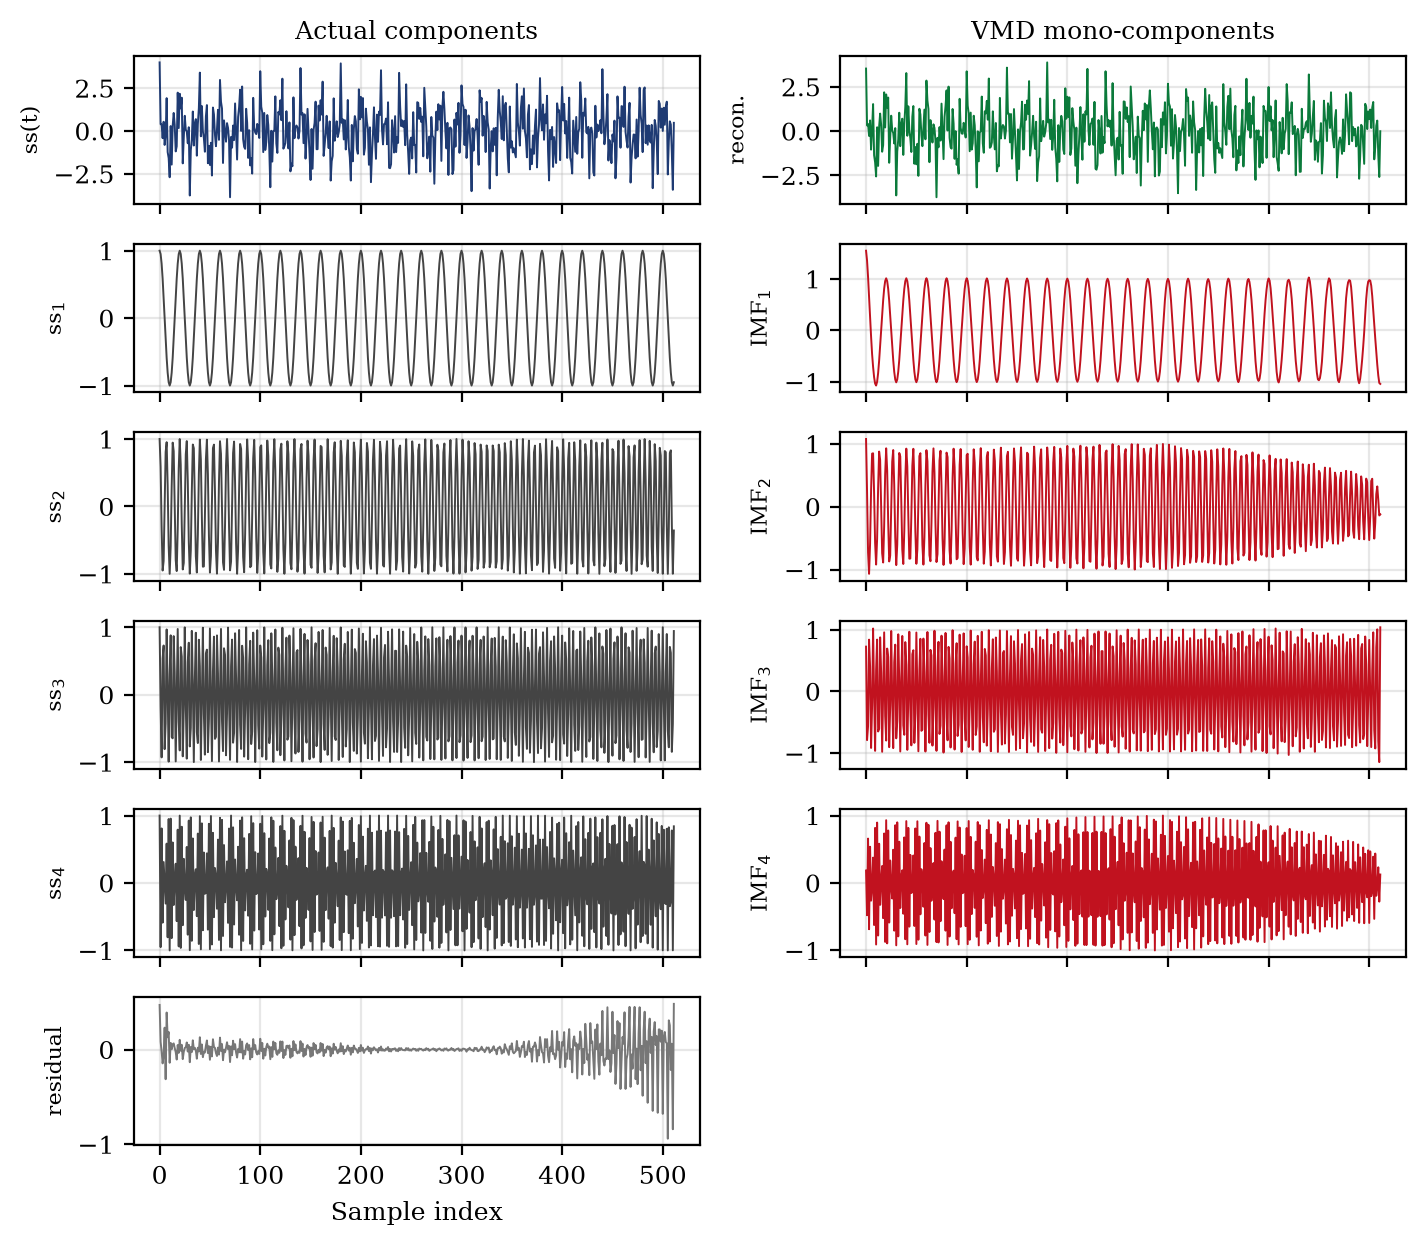 Actual components
VMD mono-components
ss(t)
2.5
0.0
−2.5
recon.
2.5
0.0
−2.5
ss₁
1
0
−1
IMF₁
1
0
−1
ss₂
1
0
−1
IMF₂
1
0
−1
ss₃
1
0
−1
IMF₃
1
0
−1
ss₄
1
0
−1
IMF₄
1
0
−1
residual
0
−1
0 100 200 300 400 500
Sample index